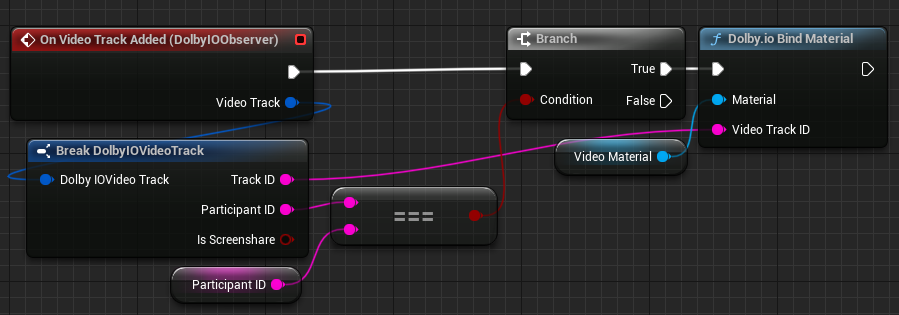 On Video Track Added (DolbyIOObserver)
Video Track
Branch
True
Condition
False
Dolby.io Bind Material
Material
Video Track ID
Break DolbyIOVideoTrack
Dolby IOVideo Track
Track ID
Participant ID
Is Screenshare
===
Video Material
Participant ID